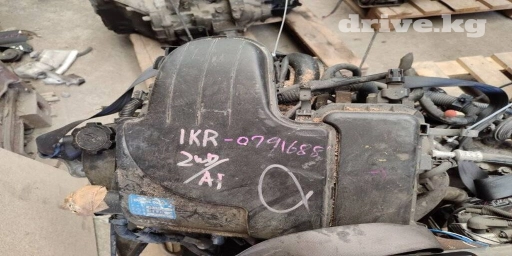 drive.kg
1KR-0791685
2WD/
/AT